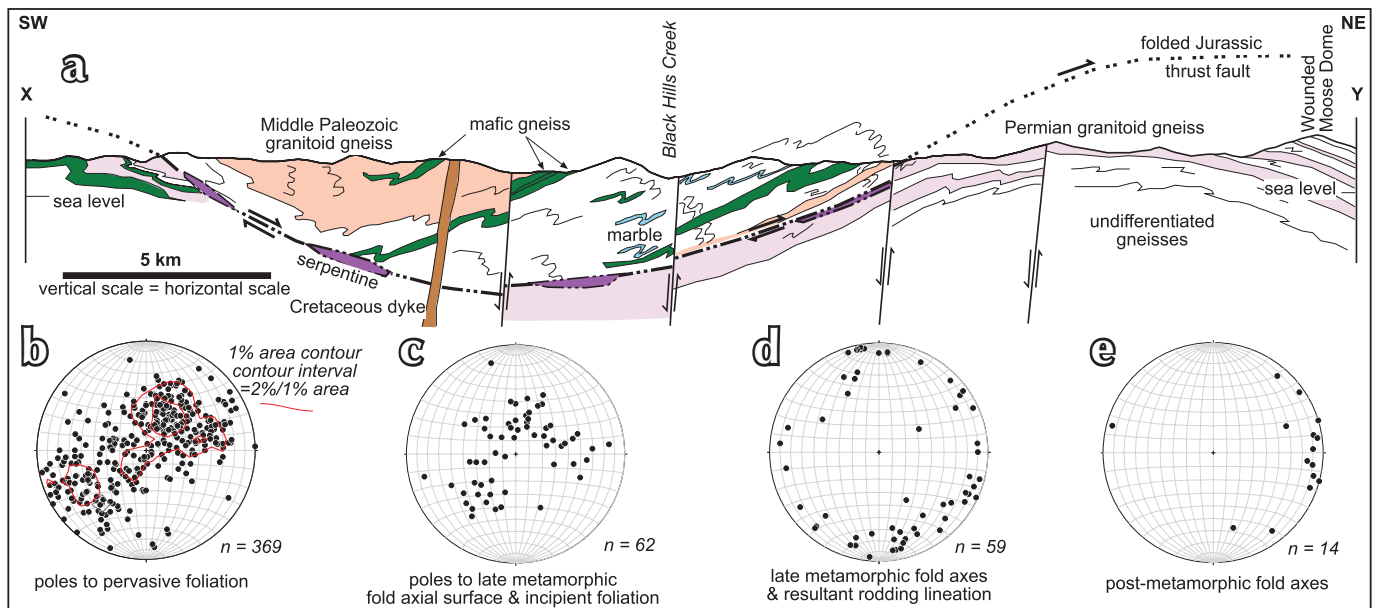 SW
NE
a
X
Y
Middle Paleozoic
granitoid gneiss
mafic gneiss
Black Hills Creek
folded Jurassic
thrust fault
Wounded
Moose Dome
Permian granitoid gneiss
sea level
sea level
5 km
vertical scale = horizontal scale
serpentine
Cretaceous dyke
marble
undifferentiated
gneisses
b
1% area contour
contour interval
=2%/1% area
n = 369
poles to pervasive foliation
c
n = 62
poles to late metamorphic
fold axial surface & incipient foliation
d
n = 59
late metamorphic fold axes
& resultant rodding lineation
e
n = 14
post-metamorphic fold axes